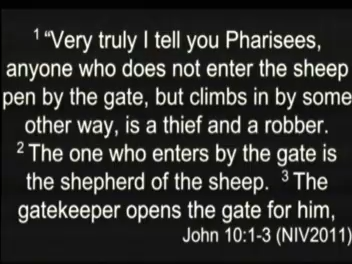 ¹ “Very truly I tell you Pharisees,
anyone who does not enter the sheep
pen by the gate, but climbs in by some
other way, is a thief and a robber.
² The one who enters by the gate is
the shepherd of the sheep. ³ The
gatekeeper opens the gate for him,
John 10:1-3 (NIV2011)